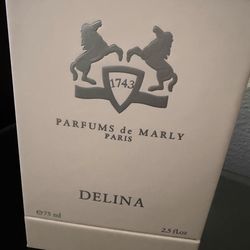 1743
PARFUMS de MARLY
PARIS
DELINA
℮75 ml
2.5 fl.oz